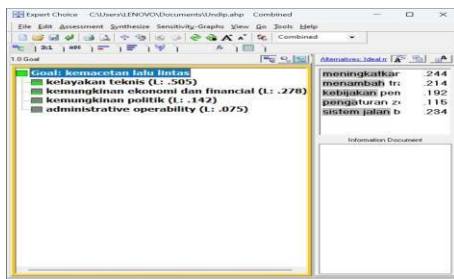 Expert Choice C:\Users\LENOVO\Documents\Undip.ahp Combined
File Edit Assessment Synthesize Sensitivity-Graphs View Go Tools Help
Combined
1.0 Goal
Alternatives: Ideal m
Goal: kemacetan lalu lintas
kelayakan teknis (L: .505)
kemungkinan ekonomi dan financial (L: .278)
kemungkinan politik (L: .142)
administrative operability (L: .075)
meningkatkar .244
menambah tr .214
kebijakan pen .192
pengaturan z .115
sistem jalan b .234
Information Document